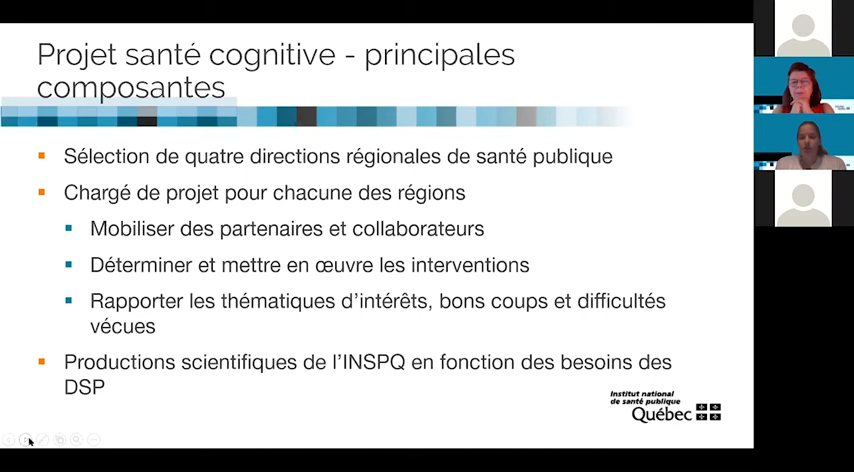 Projet santé cognitive - principales
composantes
Sélection de quatre directions régionales de santé publique
Chargé de projet pour chacune des régions
Mobiliser des partenaires et collaborateurs
Déterminer et mettre en œuvre les interventions
Rapporter les thématiques d'intérêts, bons coups et difficultés
vécues
Productions scientifiques de l'INSPQ en fonction des besoins des
DSP
Institut national
de santé publique
Québec